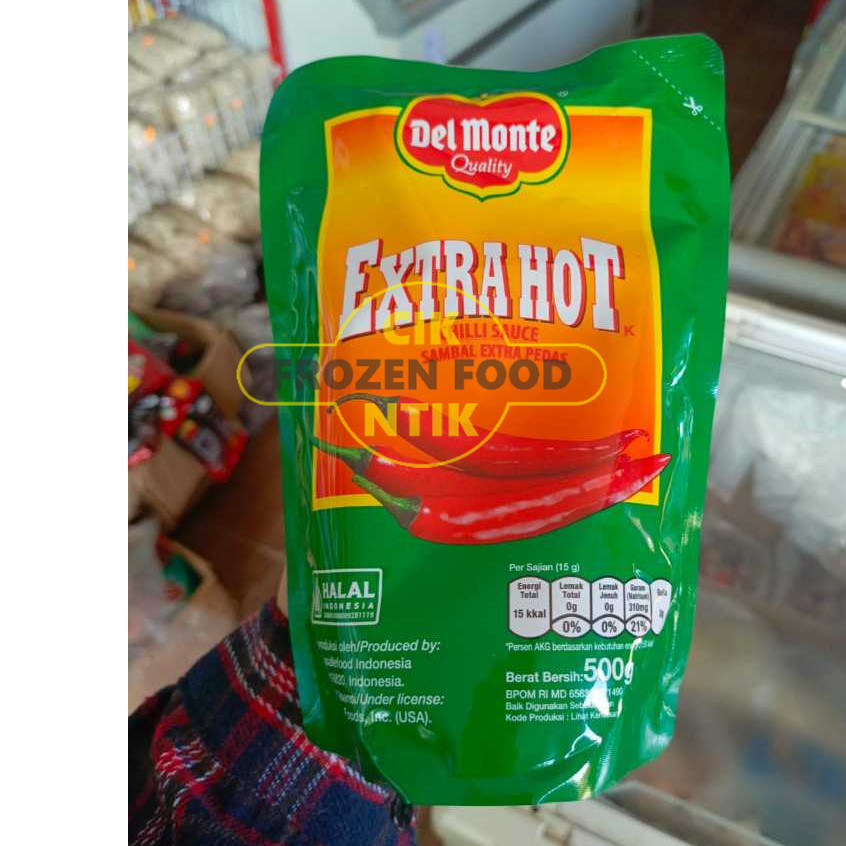 Del Monte
Quality
®
EXTRA HOT
K
CHILLI SAUCE
SAMBAL EXTRA PEDAS
CIK
FROZEN FOOD
NTIK
HALAL
INDONESIA
Per Sajian (15 g)
Energi Total
15 kkal
Lemak Total
0g
0%
Lemak Jenuh
0g
0%
Garam (Natrium)
310mg
21%
*Persen AKG berdasarkan kebutuhan
Produced by:
Indonesia
Indonesia.
Under license:
Foods, Inc. (USA).
Berat Bersih:500g
BPOM RI MD
Baik Digunakan
Kode Produksi : Lihat